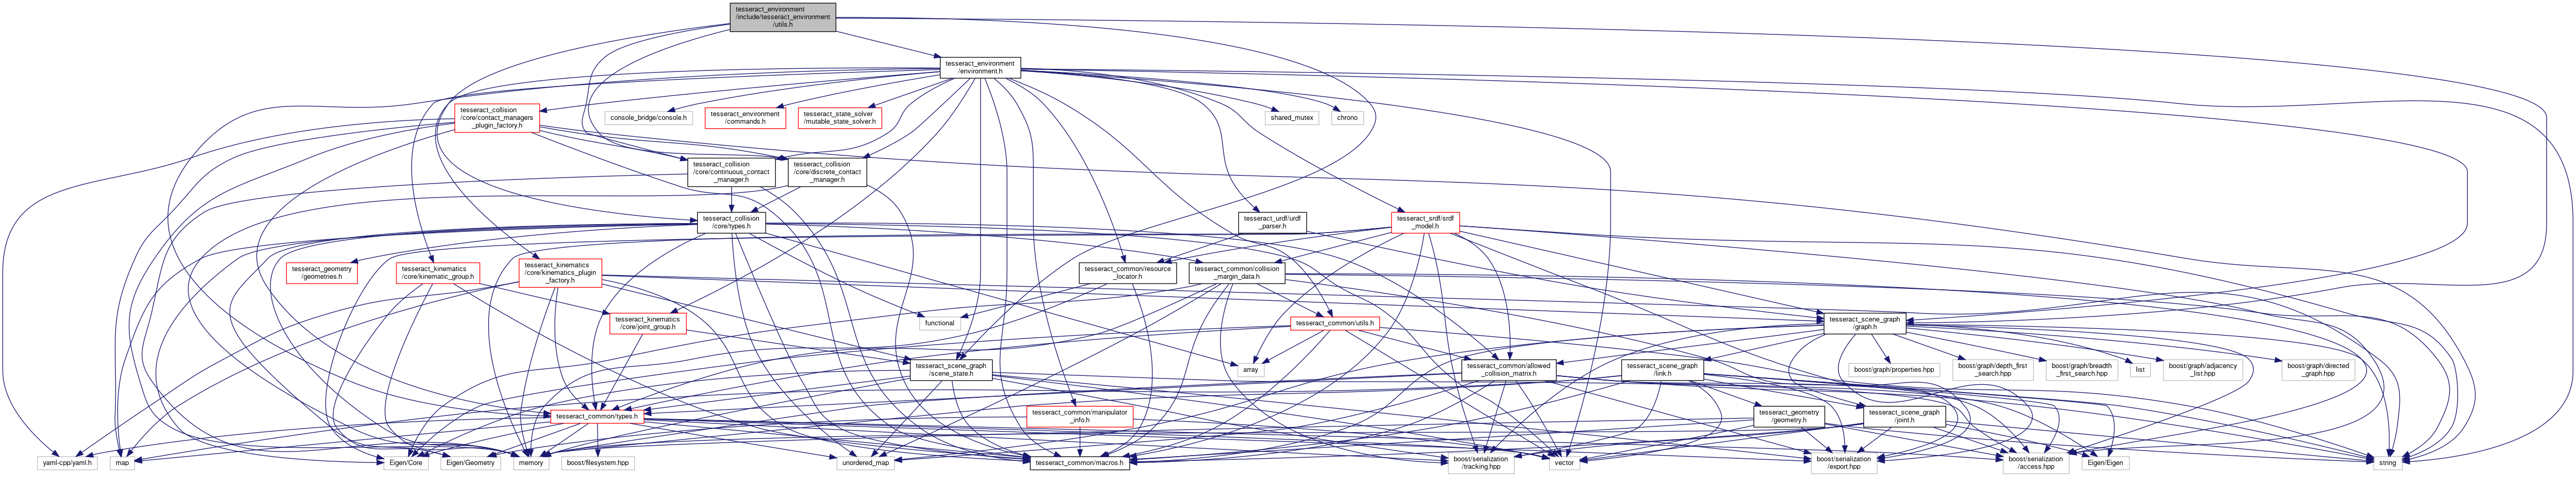 tesseract_environment
/include/tesseract_environment
/utils.h
tesseract_environment
/environment.h
tesseract_collision
/core/contact_managers
_plugin_factory.h
console_bridge/console.h
tesseract_environment
/commands.h
tesseract_state_solver
/mutable_state_solver.h
shared_mutex
chrono
tesseract_collision
/core/continuous_contact
_manager.h
tesseract_collision
/core/discrete_contact
_manager.h
tesseract_collision
/core/types.h
tesseract_urdf/urdf
_parser.h
tesseract_srdf/srdf
_model.h
tesseract_geometry
/geometries.h
tesseract_kinematics
/core/kinematic_group.h
tesseract_kinematics
/core/kinematics_plugin
_factory.h
tesseract_common/resource
_locator.h
tesseract_common/collision
_margin_data.h
tesseract_kinematics
/core/joint_group.h
functional
tesseract_common/utils.h
tesseract_scene_graph
/graph.h
tesseract_scene_graph
/scene_state.h
array
tesseract_common/allowed
_collision_matrix.h
tesseract_scene_graph
/link.h
boost/graph/properties.hpp
boost/graph/depth_first
_search.hpp
boost/graph/breadth
_first_search.hpp
list
boost/graph/adjacency
_list.hpp
boost/graph/directed
_graph.hpp
tesseract_common/types.h
tesseract_common/manipulator
_info.h
tesseract_geometry
/geometry.h
tesseract_scene_graph
/joint.h
yaml-cpp/yaml.h
map
Eigen/Core
Eigen/Geometry
memory
boost/filesystem.hpp
unordered_map
tesseract_common/macros.h
boost/serialization
/tracking.hpp
vector
boost/serialization
/export.hpp
boost/serialization
/access.hpp
Eigen/Eigen
string